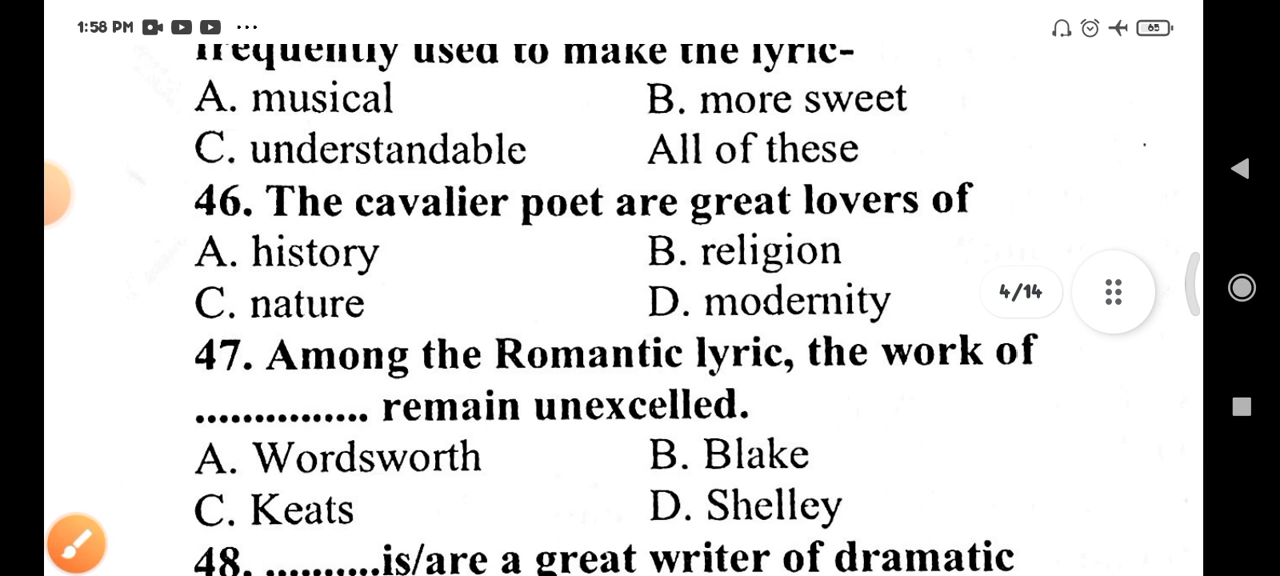 1:58 PM ...
65
frequently used to make the lyric-
A. musical B. more sweet
C. understandable All of these
46. The cavalier poet are great lovers of
A. history B. religion
C. nature D. modernity
4/14
47. Among the Romantic lyric, the work of
............... remain unexcelled.
A. Wordsworth B. Blake
C. Keats D. Shelley
48. ..........is/are a great writer of dramatic